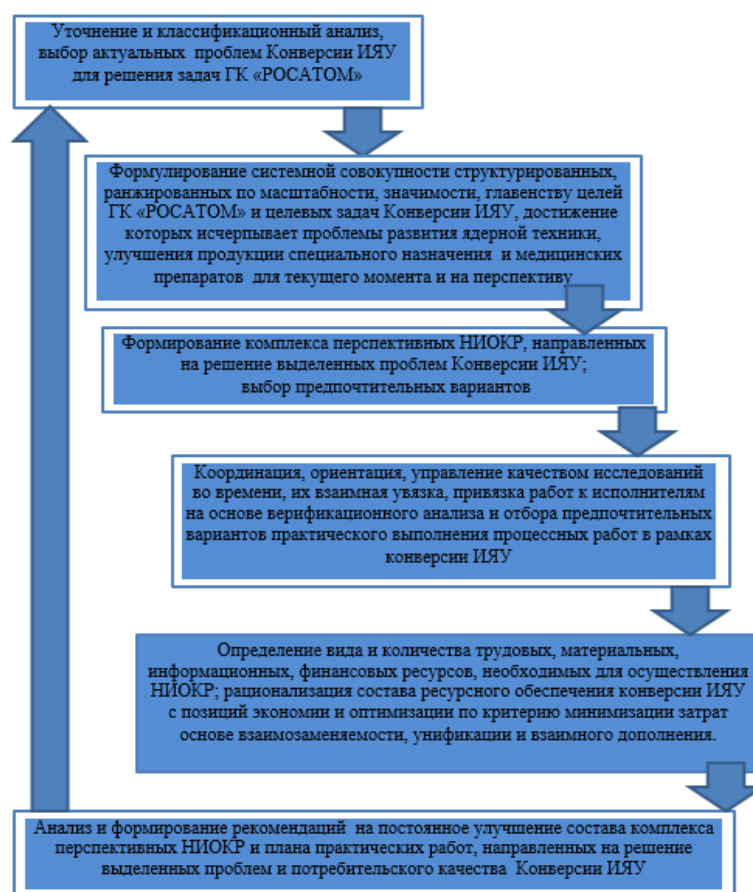 Уточнение и классификационный анализ,
выбор актуальных проблем Конверсии ИЯУ
для решения задач ГК «РОСАТОМ»
Формулирование системной совокупности структурированных,
ранжированных по масштабности, значимости, главенству целей
ГК «РОСАТОМ» и целевых задач Конверсии ИЯУ, достижение
которых исчерпывает проблемы развития ядерной техники,
улучшения продукции специального назначения и медицинских
препаратов для текущего момента и на перспективу
Формирование комплекса перспективных НИОКР, направленных
на решение выделенных проблем Конверсии ИЯУ;
выбор предпочтительных вариантов
Координация, ориентация, управление качеством исследований
во времени, их взаимная увязка, привязка работ к исполнителям
на основе верификационного анализа и отбора предпочтительных
вариантов практического выполнения процессных работ в рамках
конверсии ИЯУ
Определение вида и количества трудовых, материальных,
информационных, финансовых ресурсов, необходимых для осуществления
НИОКР; рационализация состава ресурсного обеспечения конверсии ИЯУ
с позиций экономии и оптимизации по критерию минимизации затрат
основе взаимозаменяемости, унификации и взаимного дополнения.
Анализ и формирование рекомендаций на постоянное улучшение состава комплекса
перспективных НИОКР и плана практических работ, направленных на решение
выделенных проблем и потребительского качества Конверсии ИЯУ